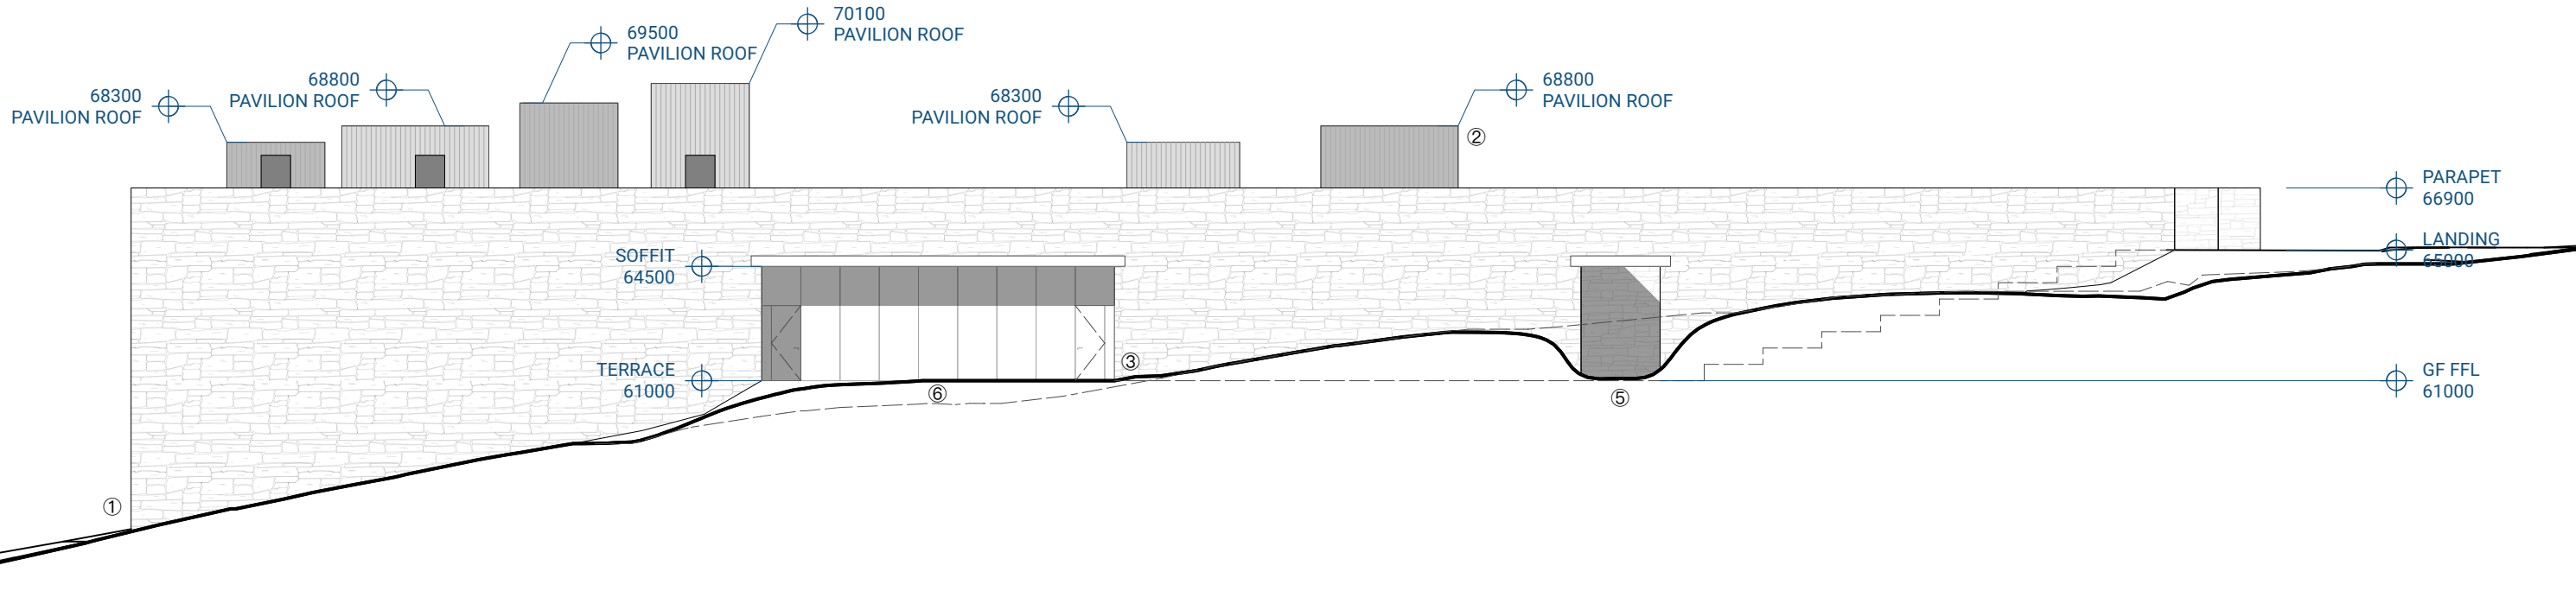 70100
PAVILION ROOF
69500
PAVILION ROOF
68800
PAVILION ROOF
68300
PAVILION ROOF
68300
PAVILION ROOF
68800
PAVILION ROOF
②
PARAPET
66900
LANDING
65000
SOFFIT
64500
TERRACE
61000
③
⑥
⑤
GF FFL
61000
①